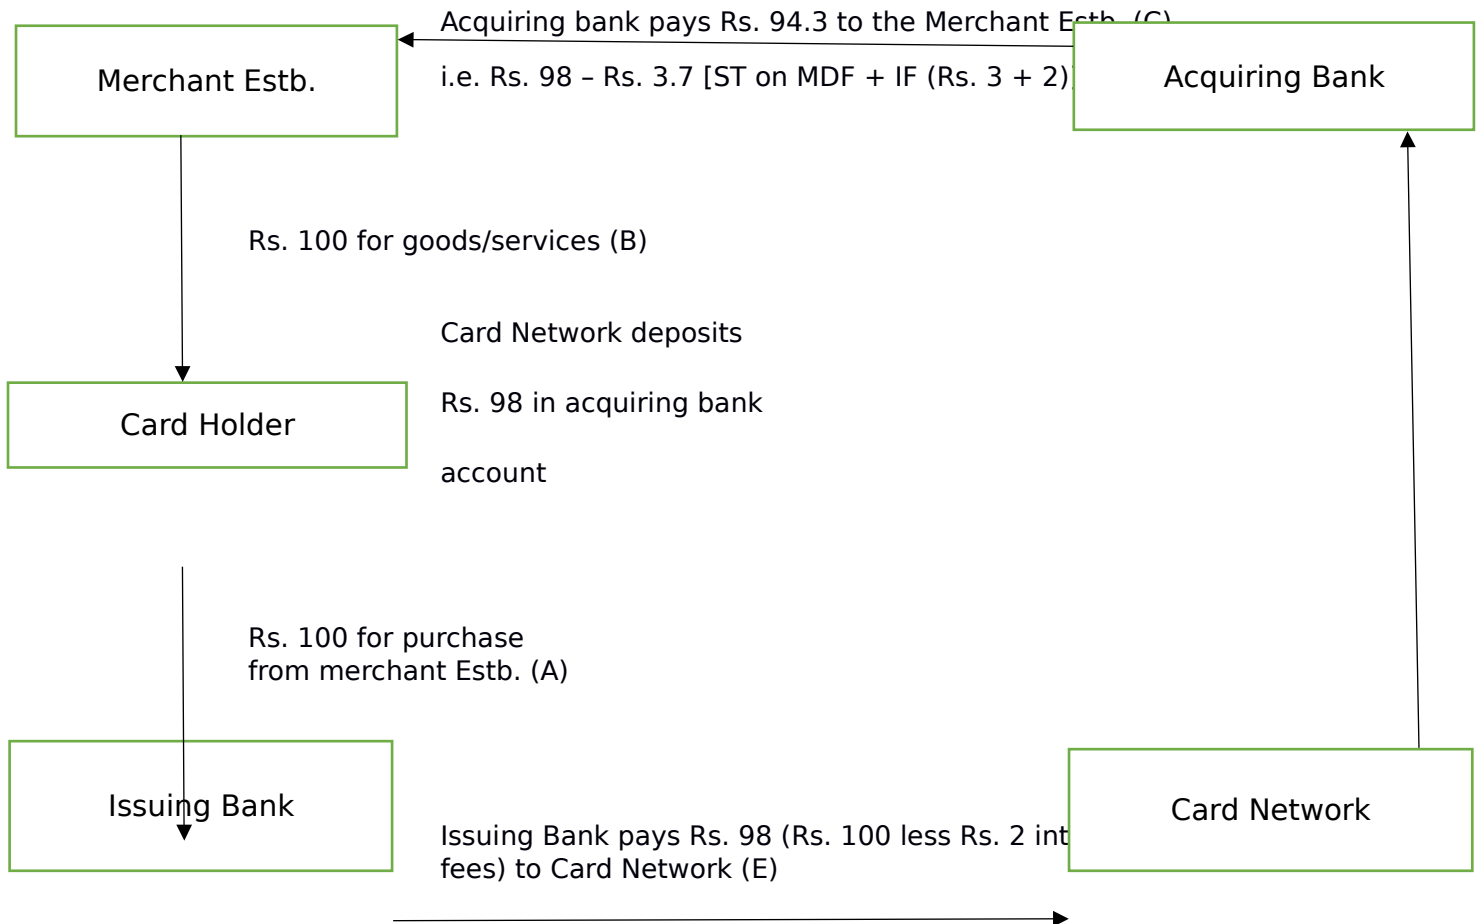 Acquiring bank pays Rs. 94.3 to the Merchant Estb. (C)
Merchant Estb.
i.e. Rs. 98 – Rs. 3.7 [ST on MDF + IF (Rs. 3 + 2)]
Acquiring Bank
Rs. 100 for goods/services (B)
Card Network deposits
Rs. 98 in acquiring bank
account
Card Holder
Rs. 100 for purchase
from merchant Estb. (A)
Issuing Bank
Card Network
Issuing Bank pays Rs. 98 (Rs. 100 less Rs. 2
fees) to Card Network (E)